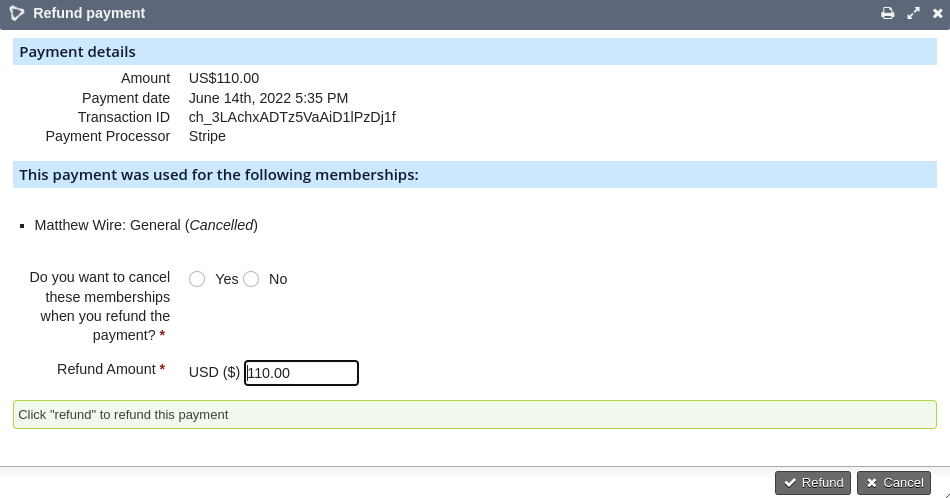 Refund payment
Payment details
Amount US$110.00
Payment date June 14th, 2022 5:35 PM
Transaction ID ch_3LAchxADTz5VaAiD1lPzDj1f
Payment Processor Stripe
This payment was used for the following memberships:
Matthew Wire: General (Cancelled)
Do you want to cancel these memberships when you refund the payment? * Yes No
Refund Amount * USD ($) 110.00
Click "refund" to refund this payment
Refund Cancel